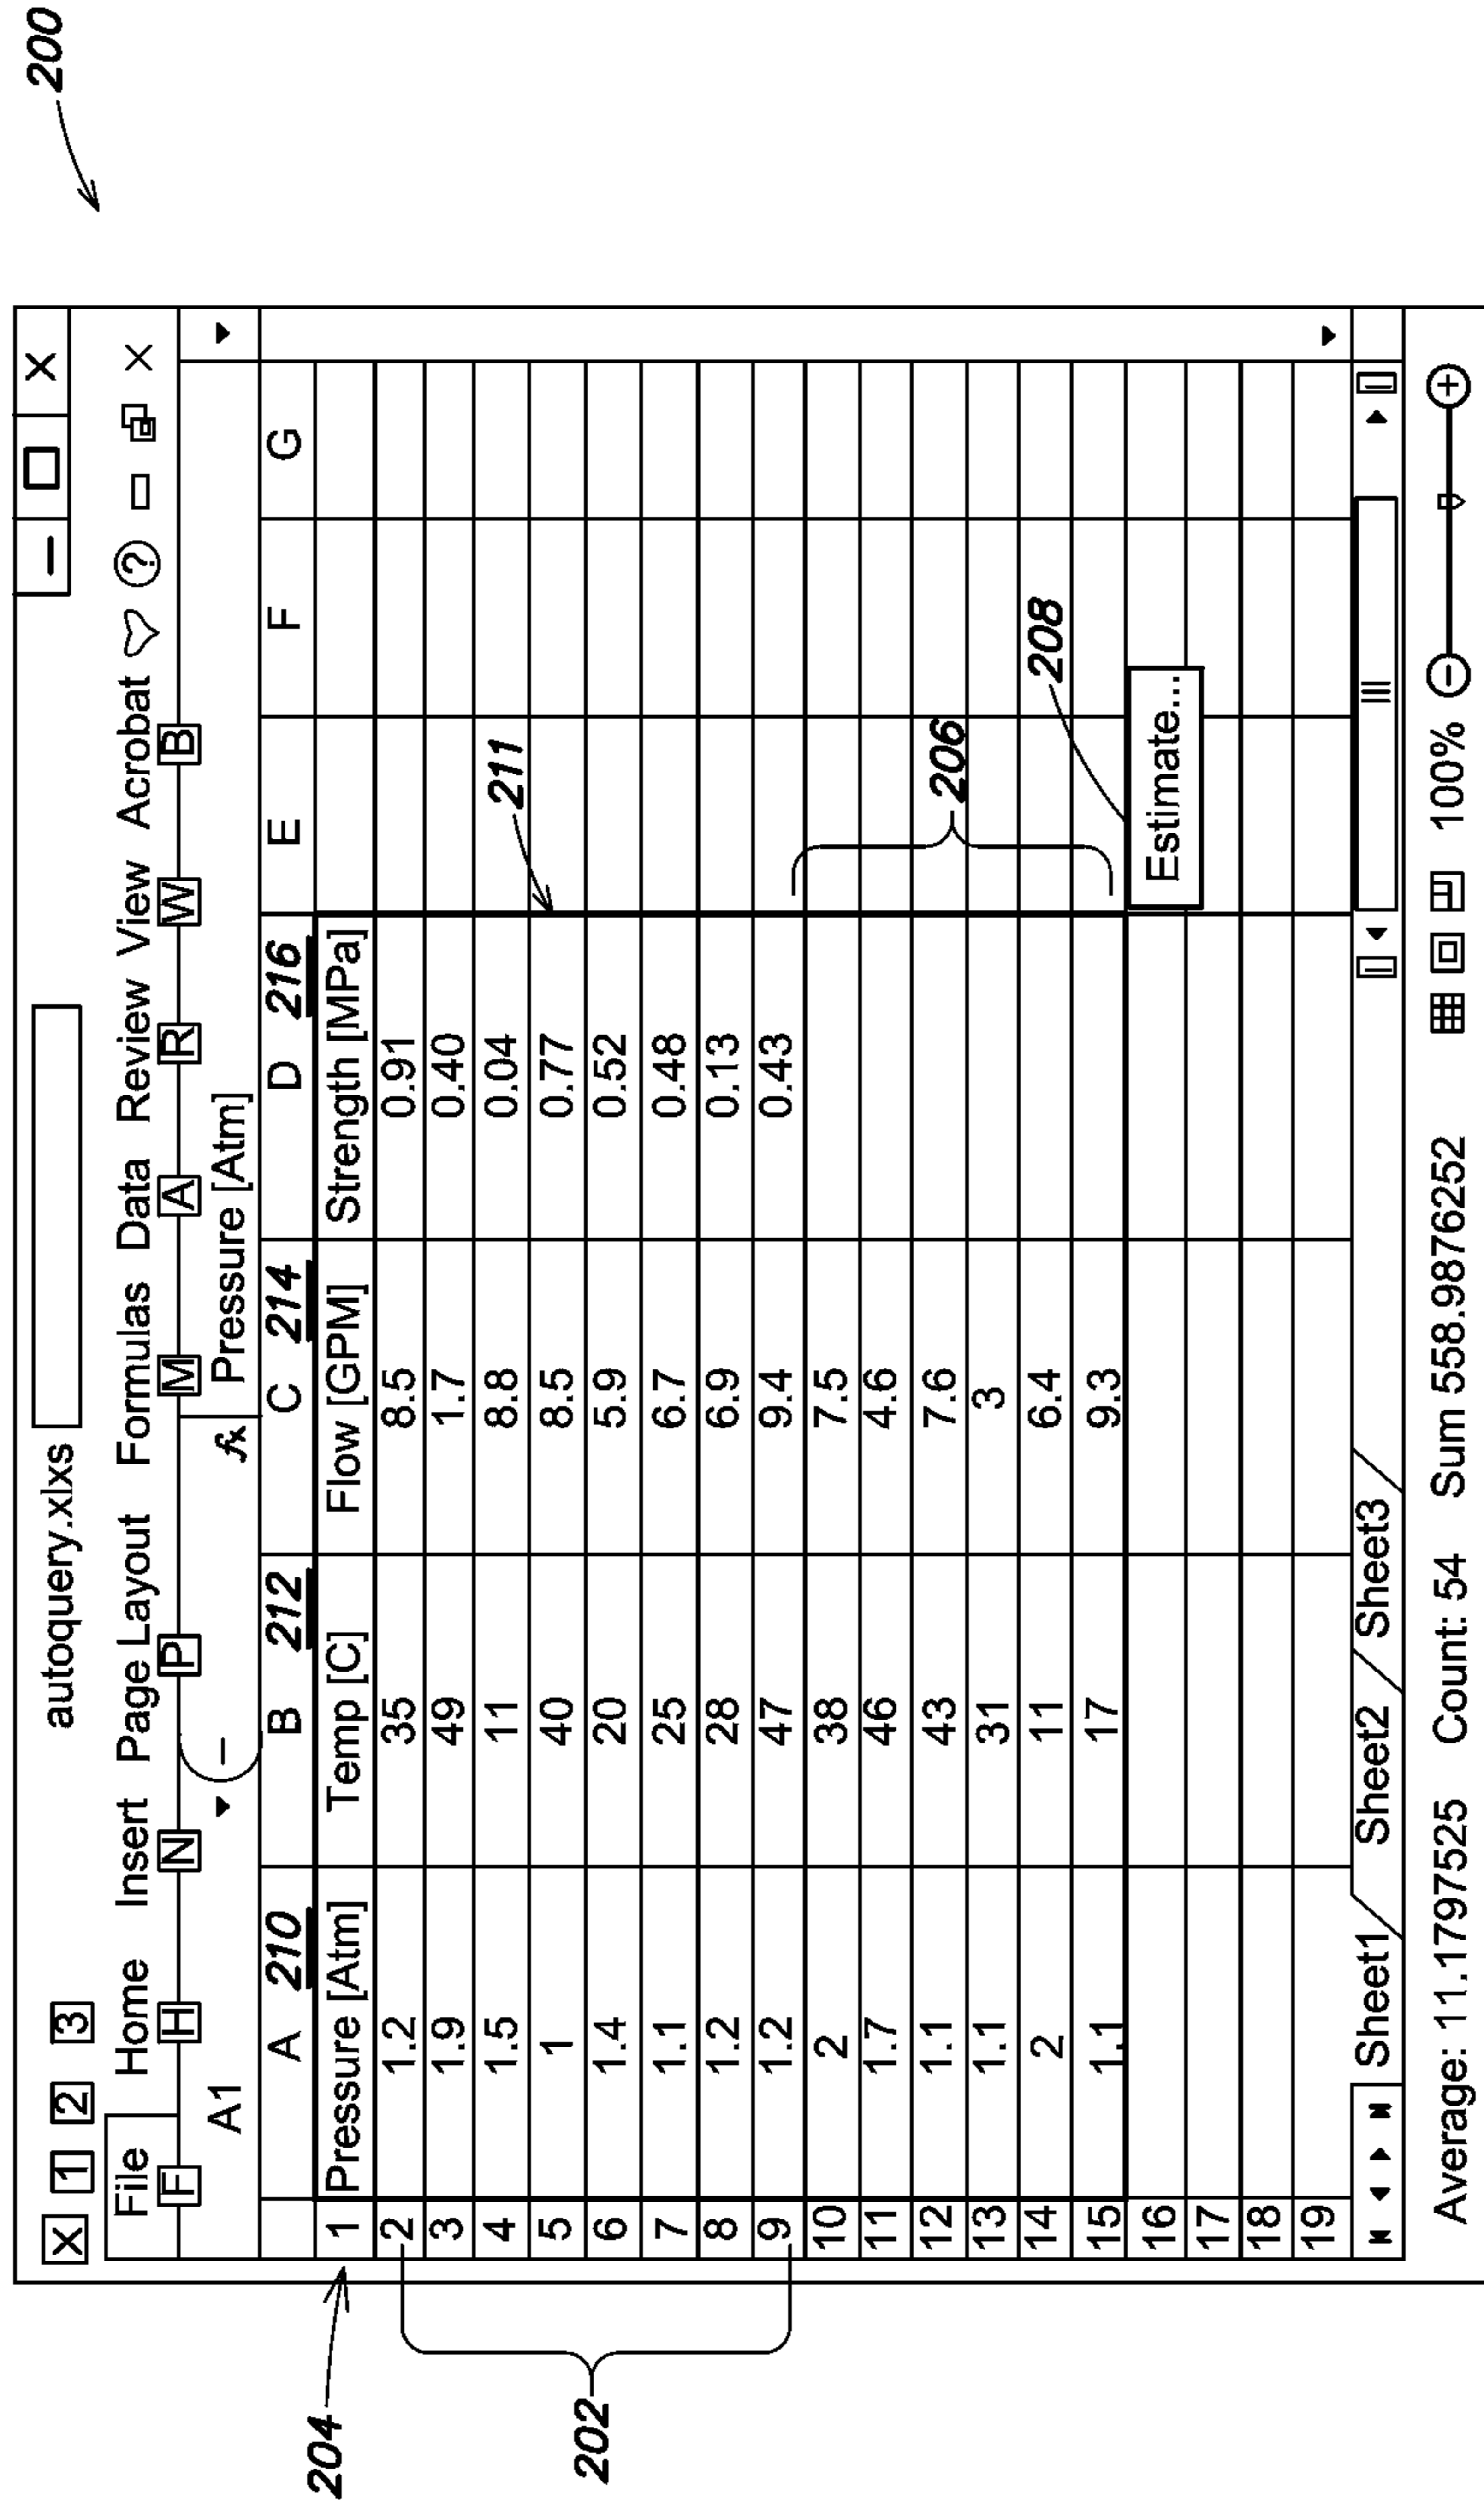 200
autoquery.xlxs
X 1 2 3
File Home Insert Page Layout Formulas Data Review View Acrobat ?
F H N P M A R W B
A1 fx Pressure [Atm]
A 210 B 212 C 214 D 216 E F G
204
1 Pressure [Atm] Temp [C] Flow [GPM] Strength [MPa]
2 1.2 35 8.5 0.91
3 1.9 49 1.7 0.40
4 1.5 11 8.8 0.04
211
5 1 40 8.5 0.77
202
6 1.4 20 5.9 0.52
7 1.1 25 6.7 0.48
8 1.2 28 6.9 0.13
9 1.2 47 9.4 0.43
10 2 38 7.5
11 1.7 46 4.6
12 1.1 43 7.6
206
13 1.1 31 3
14 2 11 6.4
208
15 1.1 17 9.3
16 Estimate...
17
18
19
Sheet1 Sheet2 Sheet3
Average: 11.1797525 Count: 54 Sum 558.9876252 100%